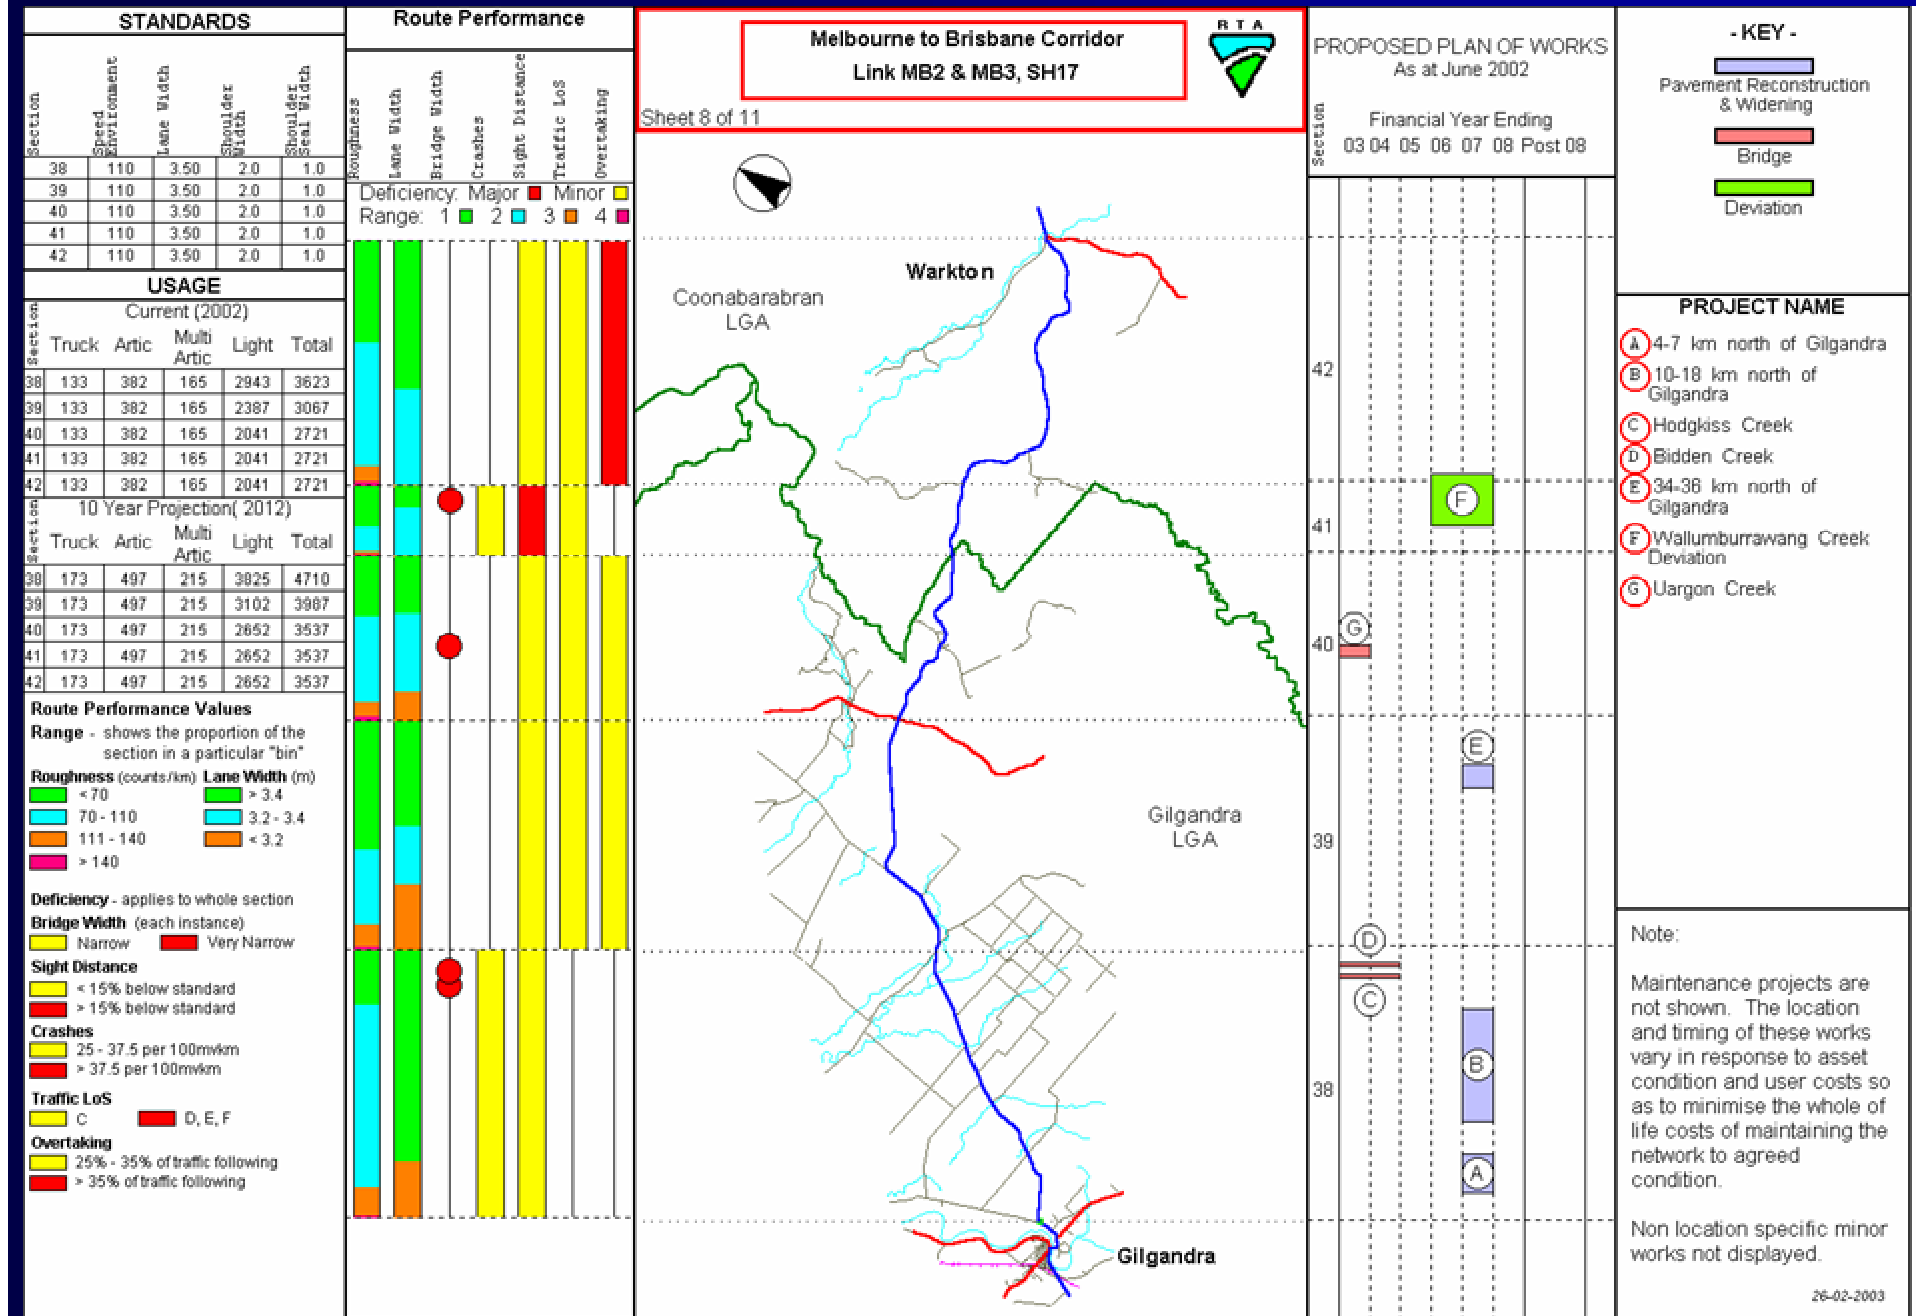 STANDARDS
Section
Speed Environment
Lane Width
Shoulder Width
Shoulder Seal Width
38 110 3.50 2.0 1.0
39 110 3.50 2.0 1.0
40 110 3.50 2.0 1.0
41 110 3.50 2.0 1.0
42 110 3.50 2.0 1.0
USAGE
Current (2002)
Section Truck Artic Multi Artic Light Total
38 133 382 165 2943 3623
39 133 382 165 2387 3067
40 133 382 165 2041 2721
41 133 382 165 2041 2721
42 133 382 165 2041 2721
10 Year Projection( 2012)
Section Truck Artic Multi Artic Light Total
38 173 497 215 3825 4710
39 173 497 215 3102 3987
40 173 497 215 2652 3537
41 173 497 215 2652 3537
42 173 497 215 2652 3537
Route Performance Values
Range - shows the proportion of the
section in a particular "bin"
Roughness (counts/km) Lane Width (m)
< 70 > 3.4
70 - 110 3.2 - 3.4
111 - 140 < 3.2
> 140
Deficiency - applies to whole section
Bridge Width (each instance)
Narrow Very Narrow
Sight Distance
< 15% below standard
> 15% below standard
Crashes
25 - 37.5 per 100mvkm
> 37.5 per 100mvkm
Traffic LoS
C D, E, F
Overtaking
25% - 35% of traffic following
> 35% of traffic following
Route Performance
Roughness
Lane Width
Bridge Width
Crashes
Sight Distance
Traffic LoS
Overtaking
Deficiency: Major Minor
Range: 1 2 3 4
Melbourne to Brisbane Corridor
Link MB2 & MB3, SH17
RTA
Sheet 8 of 11
Warkton
Coonabarabran
LGA
Gilgandra
LGA
Gilgandra
PROPOSED PLAN OF WORKS
As at June 2002
Section
Financial Year Ending
03 04 05 06 07 08 Post 08
42
F
41
G
40
E
39
D
C
B
38
A
- KEY -
Pavement Reconstruction
& Widening
Bridge
Deviation
PROJECT NAME
A 4-7 km north of Gilgandra
B 10-18 km north of
Gilgandra
C Hodgkiss Creek
D Bidden Creek
E 34-36 km north of
Gilgandra
F Wallumburrawang Creek
Deviation
G Uargon Creek
Note:
Maintenance projects are
not shown. The location
and timing of these works
vary in response to asset
condition and user costs so
as to minimise the whole of
life costs of maintaining the
network to agreed
condition.
Non location specific minor
works not displayed.
26-02-2003